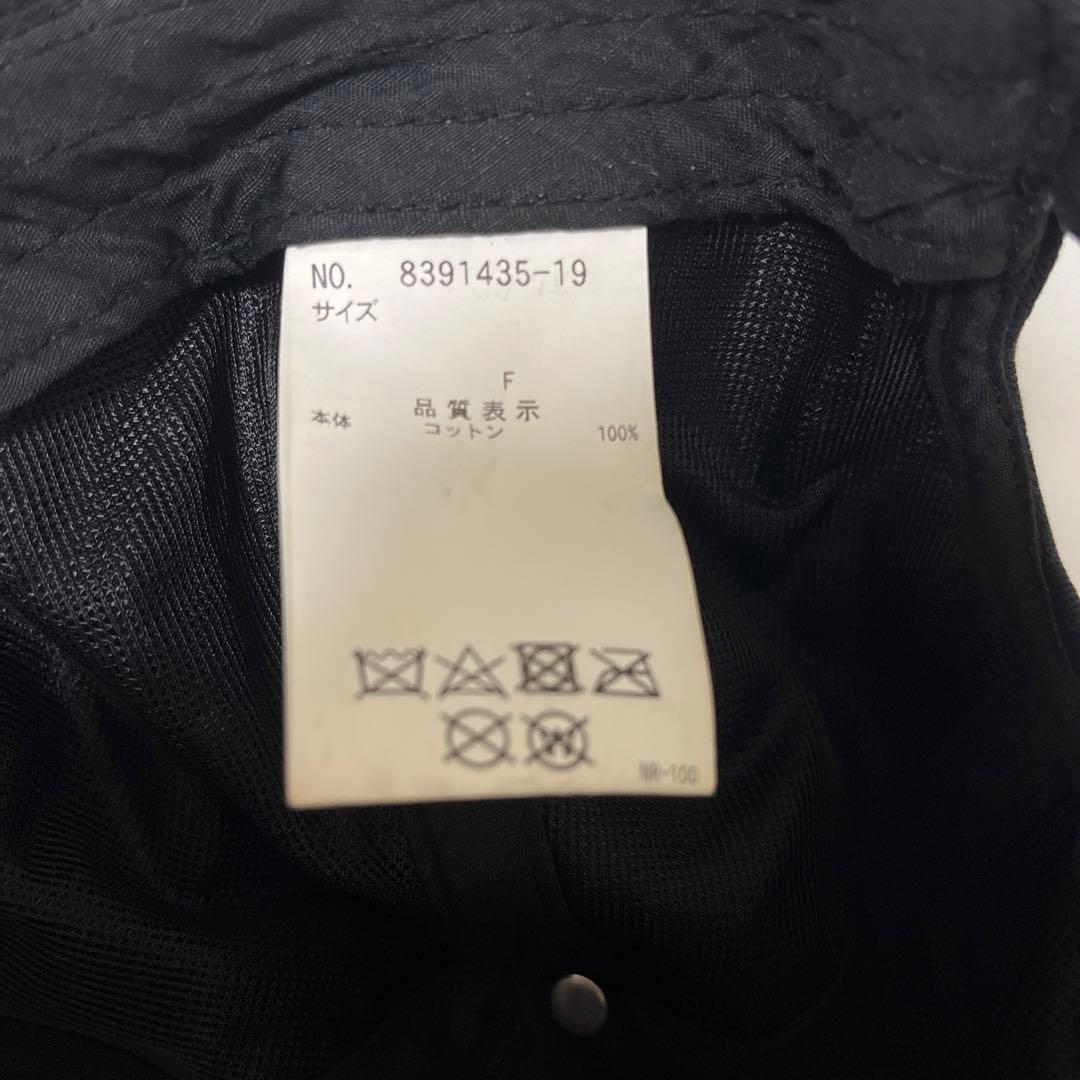 NO. 8391435-19
サイズ
F
品質表示
本体 コットン 100%
W
NR-100